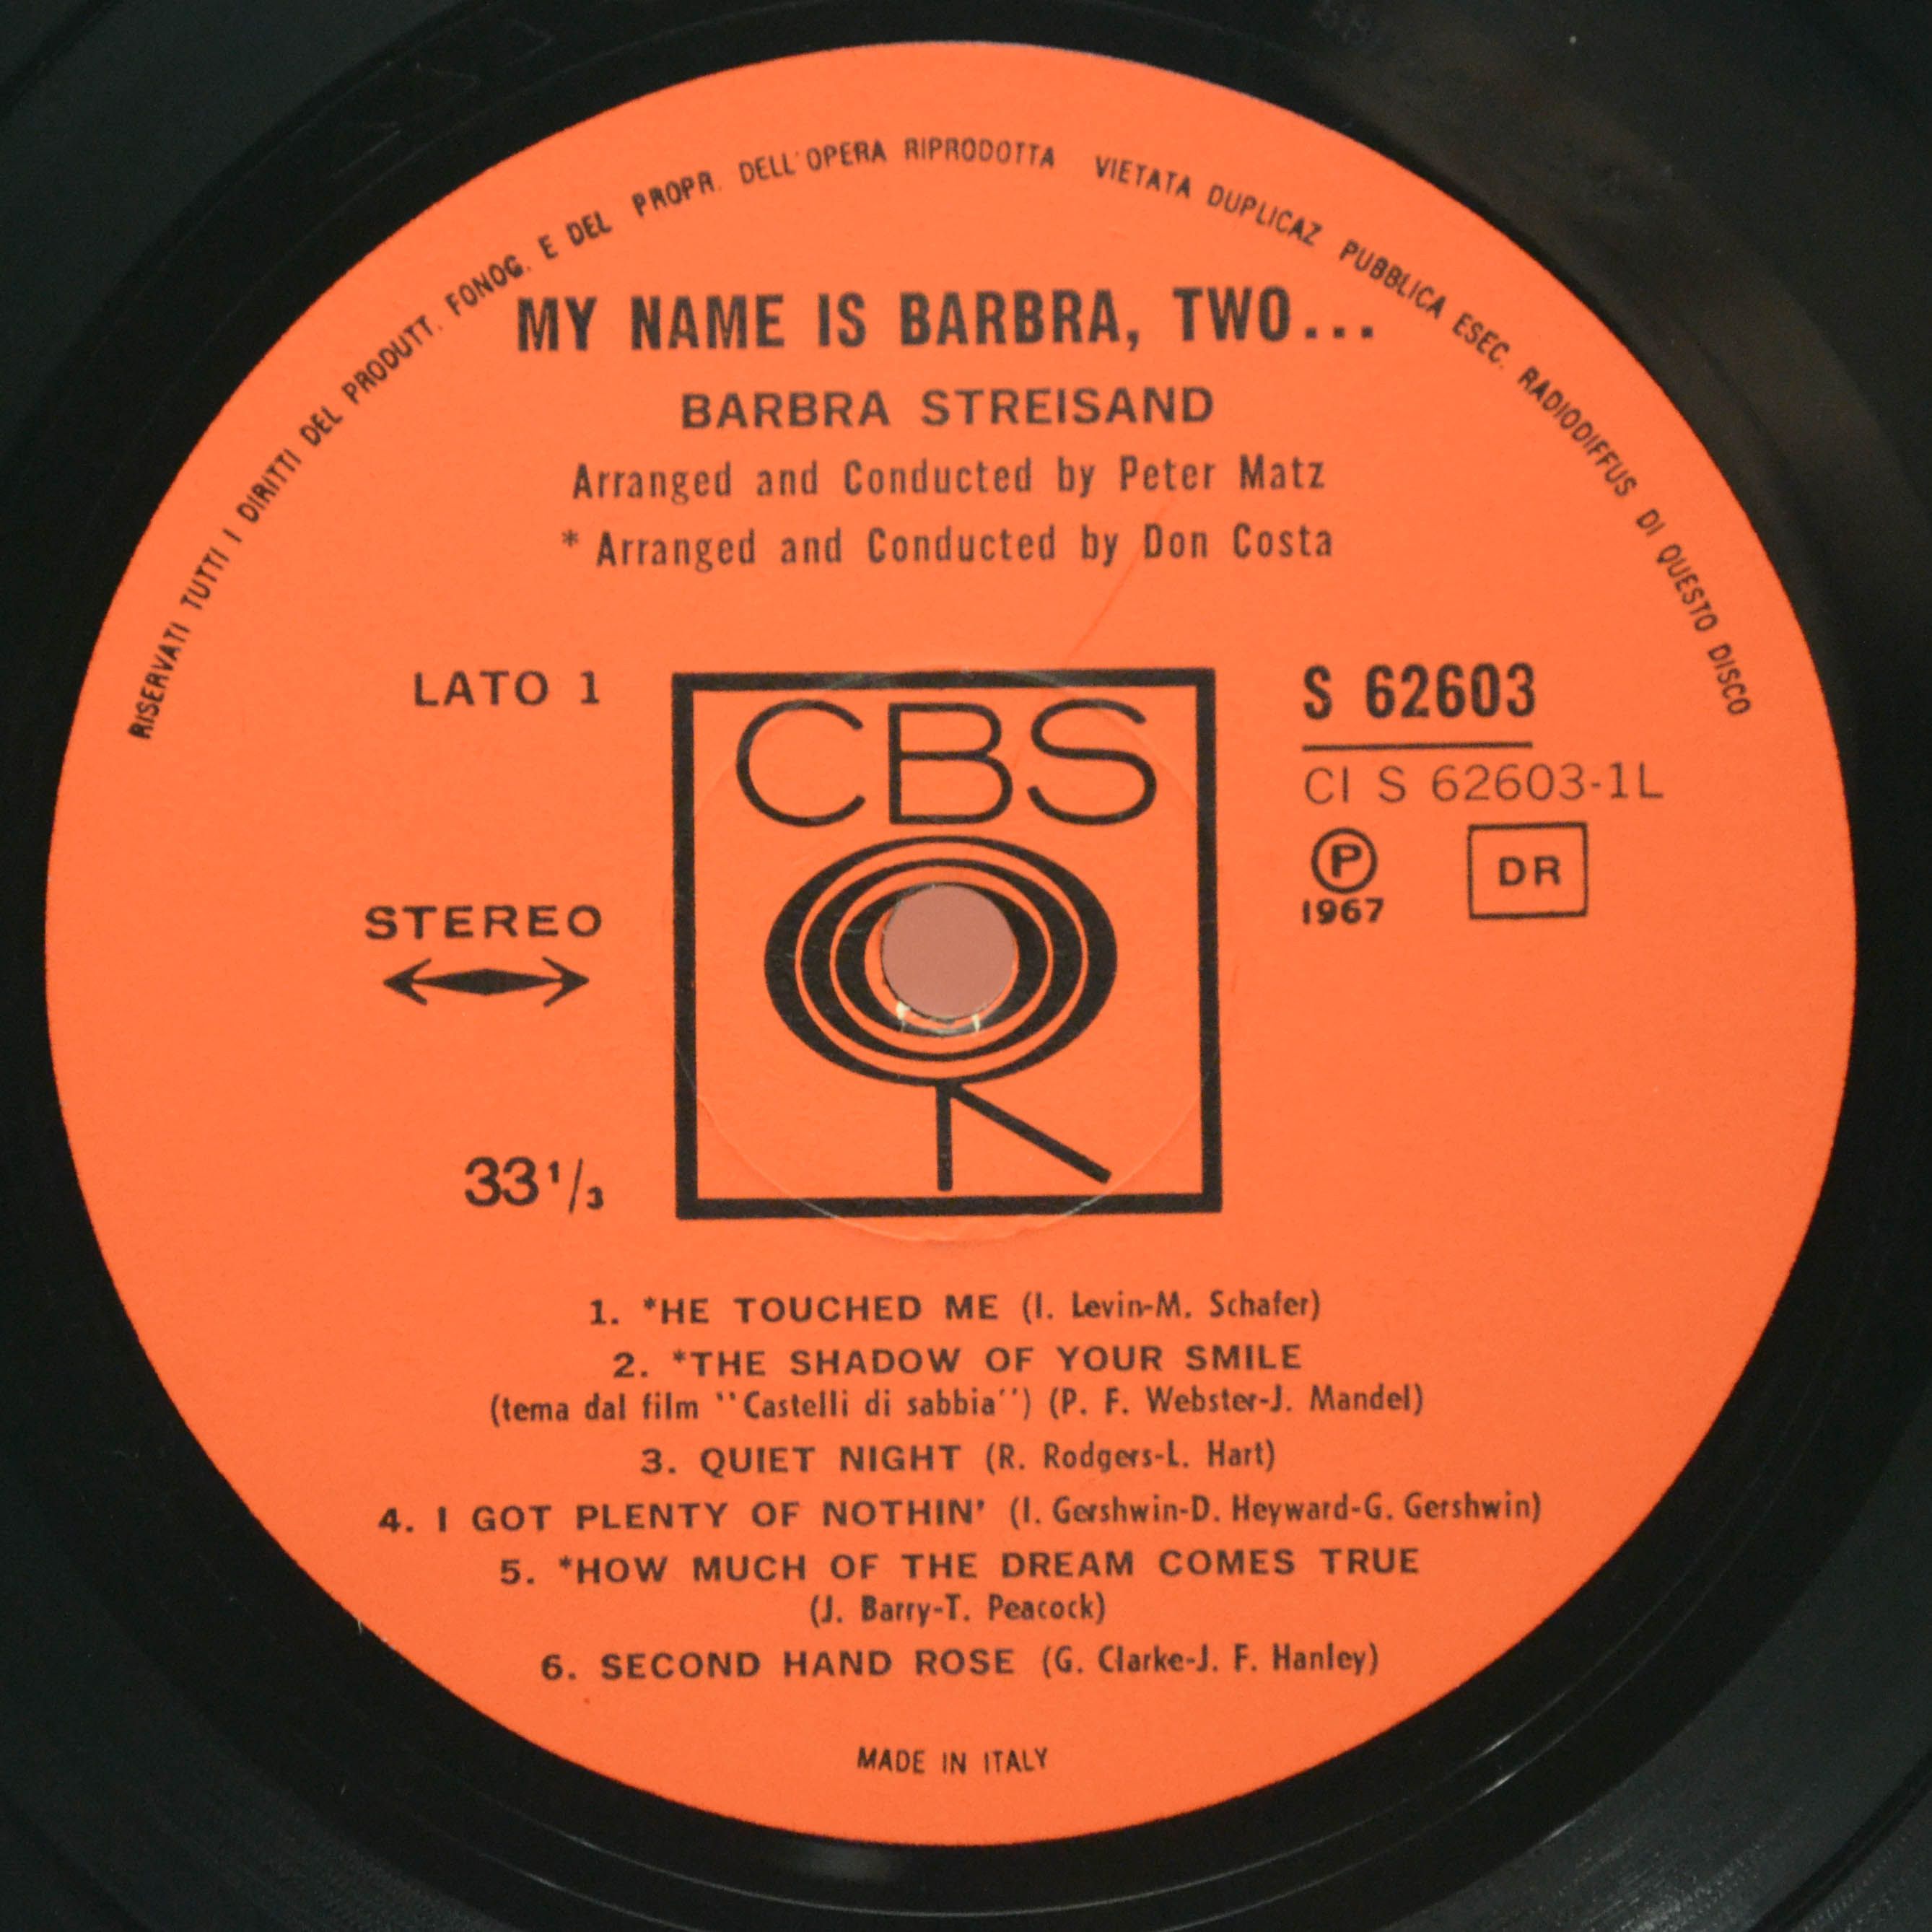 RISERVATI TUTTI I DIRITTI DEL PRODUTT. FONOG. E DEL PROPR. DELL'OPERA RIPRODOTTA VIETATA DUPLICAZ PUBBLICA ESEC. RADIODIFFUS DI QUESTO DISCO
MY NAME IS BARBRA, TWO...
BARBRA STREISAND
Arranged and Conducted by Peter Matz
* Arranged and Conducted by Don Costa
LATO 1
CBS
S 62603
CI S 62603-1L
Ⓟ
1967
DR
STEREO
33 1/3
1. *HE TOUCHED ME (I. Levin-M. Schafer)
2. *THE SHADOW OF YOUR SMILE
(tema dal film "Castelli di sabbia") (P. F. Webster-J. Mandel)
3. QUIET NIGHT (R. Rodgers-L. Hart)
4. I GOT PLENTY OF NOTHIN' (I. Gershwin-D. Heyward-G. Gershwin)
5. *HOW MUCH OF THE DREAM COMES TRUE
(J. Barry-T. Peacock)
6. SECOND HAND ROSE (G. Clarke-J. F. Hanley)
MADE IN ITALY